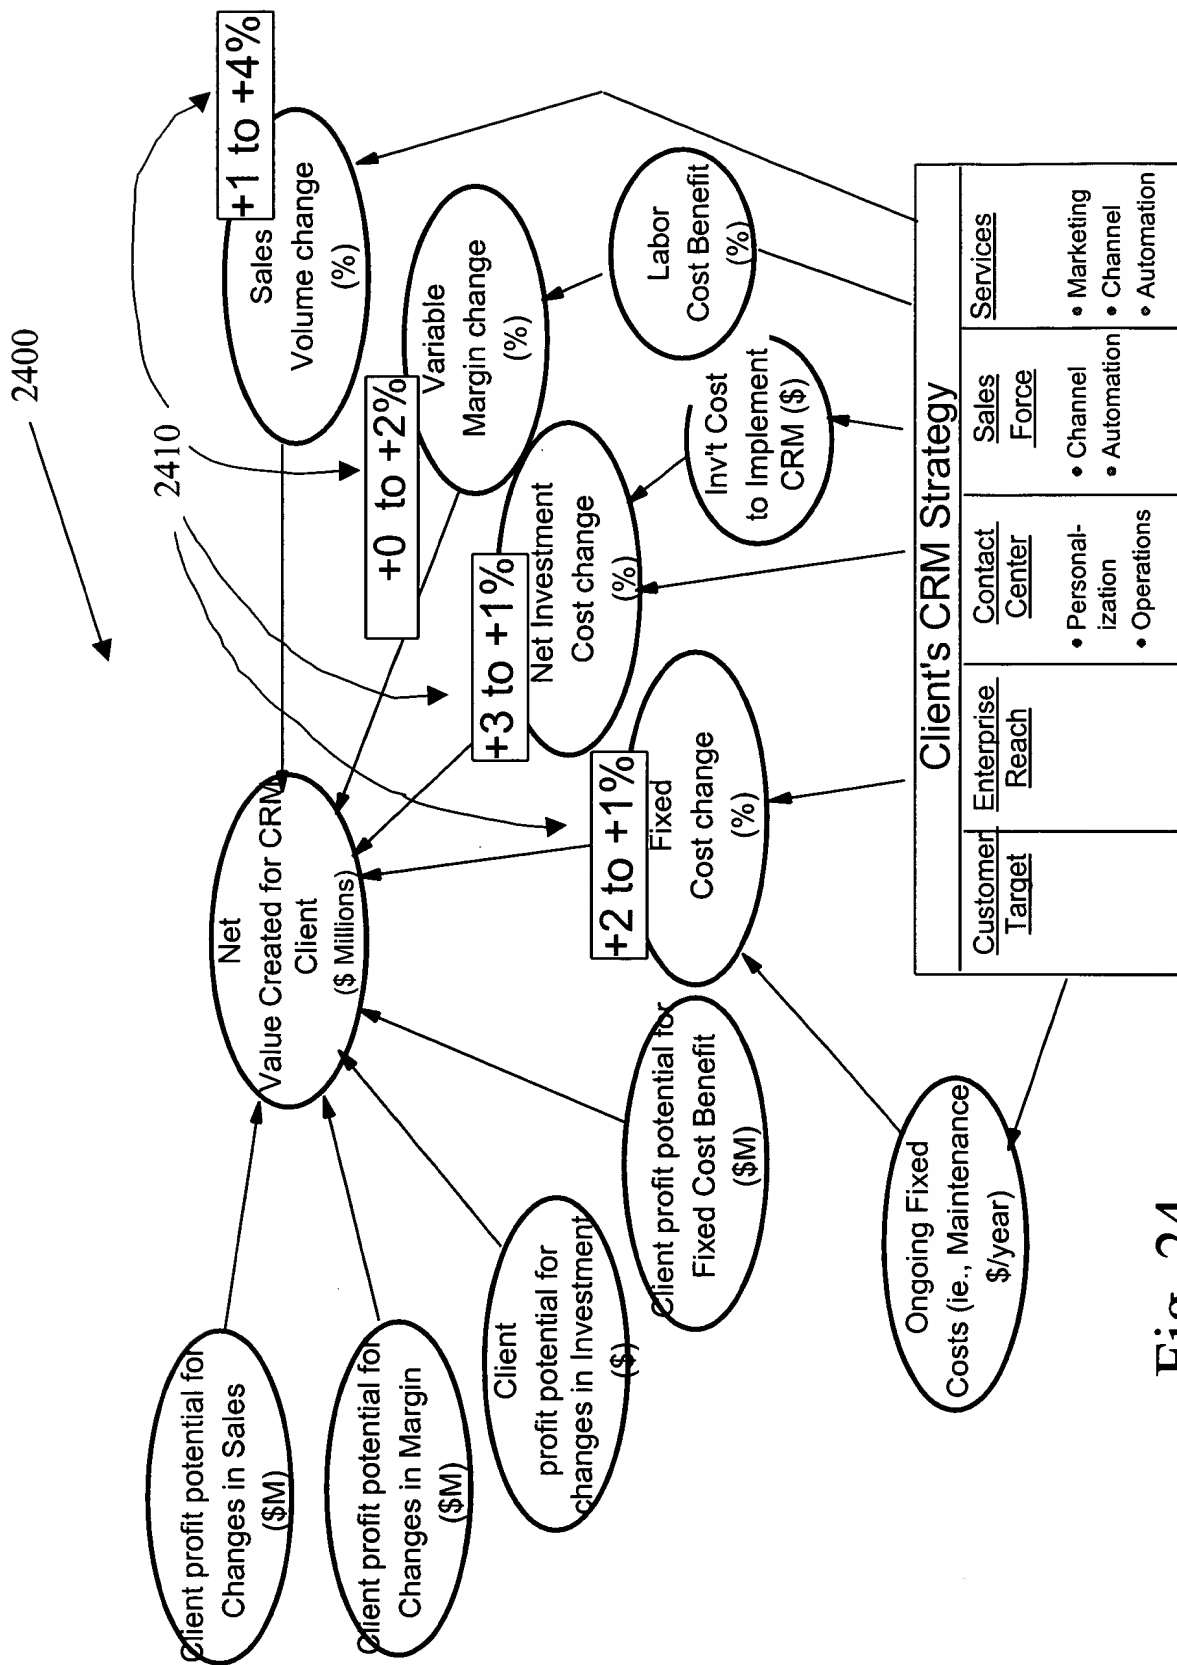 2400
2410
+1 to +4%
Sales
Volume change
(%)
+0 to +2%
Variable
Margin change
(%)
+3 to +1%
Net Investment
Cost change
(%)
+2 to +1%
Fixed
Cost change
(%)
Labor
Cost Benefit
(%)
Inv't Cost
to Implement
CRM ($)
Net
Value Created for CRM
Client
($ Millions)
Client profit potential for
Changes in Sales
($M)
Client profit potential for
Changes in Margin
($M)
Client
profit potential for
changes in Investment
($)
Client profit potential for
Fixed Cost Benefit
($M)
Ongoing Fixed
Costs (ie., Maintenance
$/year)
Client's CRM Strategy
Customer
Target
Enterprise
Reach
Contact
Center
• Personal-
ization
• Operations
Sales
Force
• Channel
• Automation
Services
• Marketing
• Channel
• Automation
Fig. 24